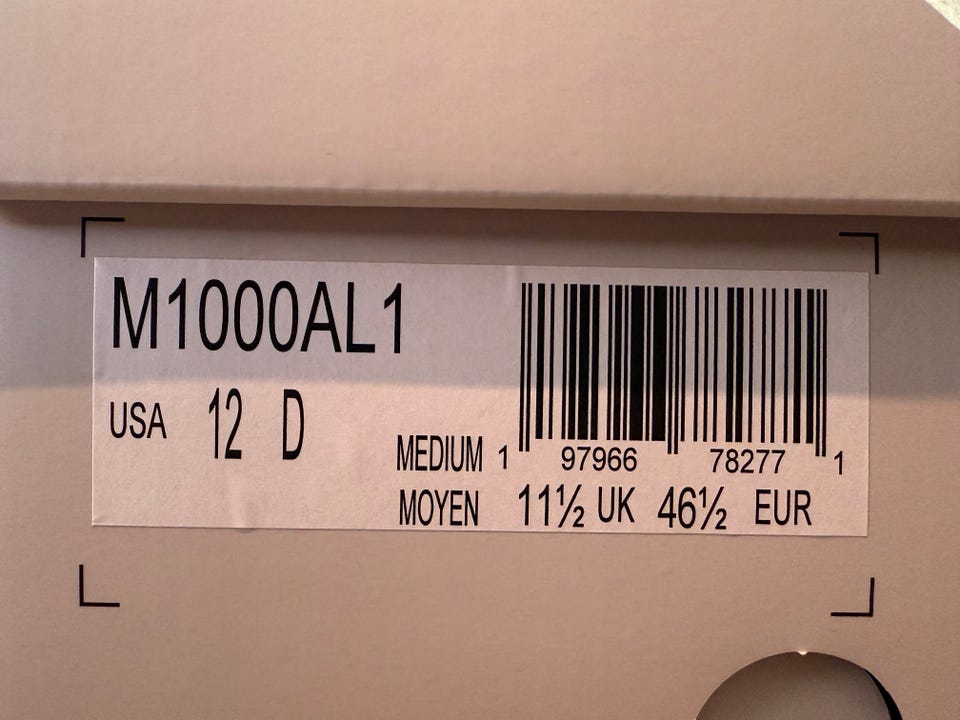 M1000AL1
USA 12 D
MEDIUM 1 97966 78277 1
MOYEN 11½ UK 46½ EUR